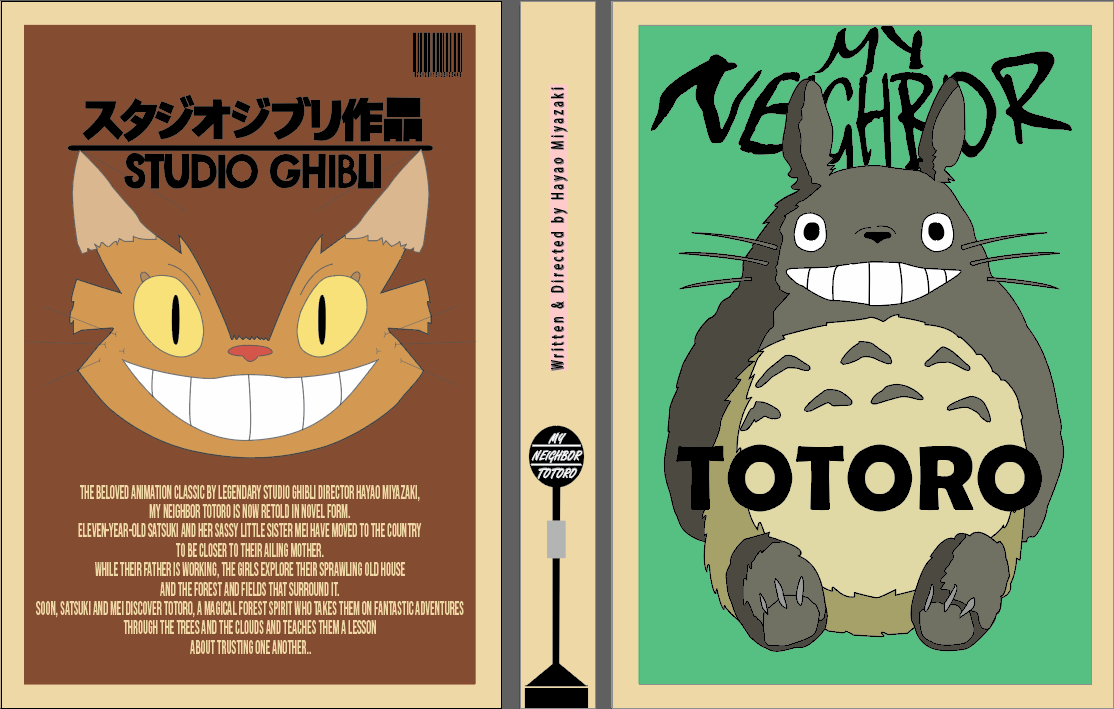 スタジオジブリ作品
STUDIO GHIBLI
THE BELOVED ANIMATION CLASSIC BY LEGENDARY STUDIO GHIBLI DIRECTOR HAYAO MIYAZAKI,
MY NEIGHBOR TOTORO IS NOW RETOLD IN NOVEL FORM.
ELEVEN-YEAR-OLD SATSUKI AND HER SASSY LITTLE SISTER MEI HAVE MOVED TO THE COUNTRY
TO BE CLOSER TO THEIR AILING MOTHER.
WHILE THEIR FATHER IS WORKING, THE GIRLS EXPLORE THEIR SPRAWLING OLD HOUSE
AND THE FOREST AND FIELDS THAT SURROUND IT.
SOON, SATSUKI AND MEI DISCOVER TOTORO, A MAGICAL FOREST SPIRIT WHO TAKES THEM ON FANTASTIC ADVENTURES
THROUGH THE TREES AND THE CLOUDS AND TEACHES THEM A LESSON
ABOUT TRUSTING ONE ANOTHER..
Written & Directed by Hayao Miyazaki
MY
NEIGHBOR
TOTORO
MY
NEIGHBOR
TOTORO